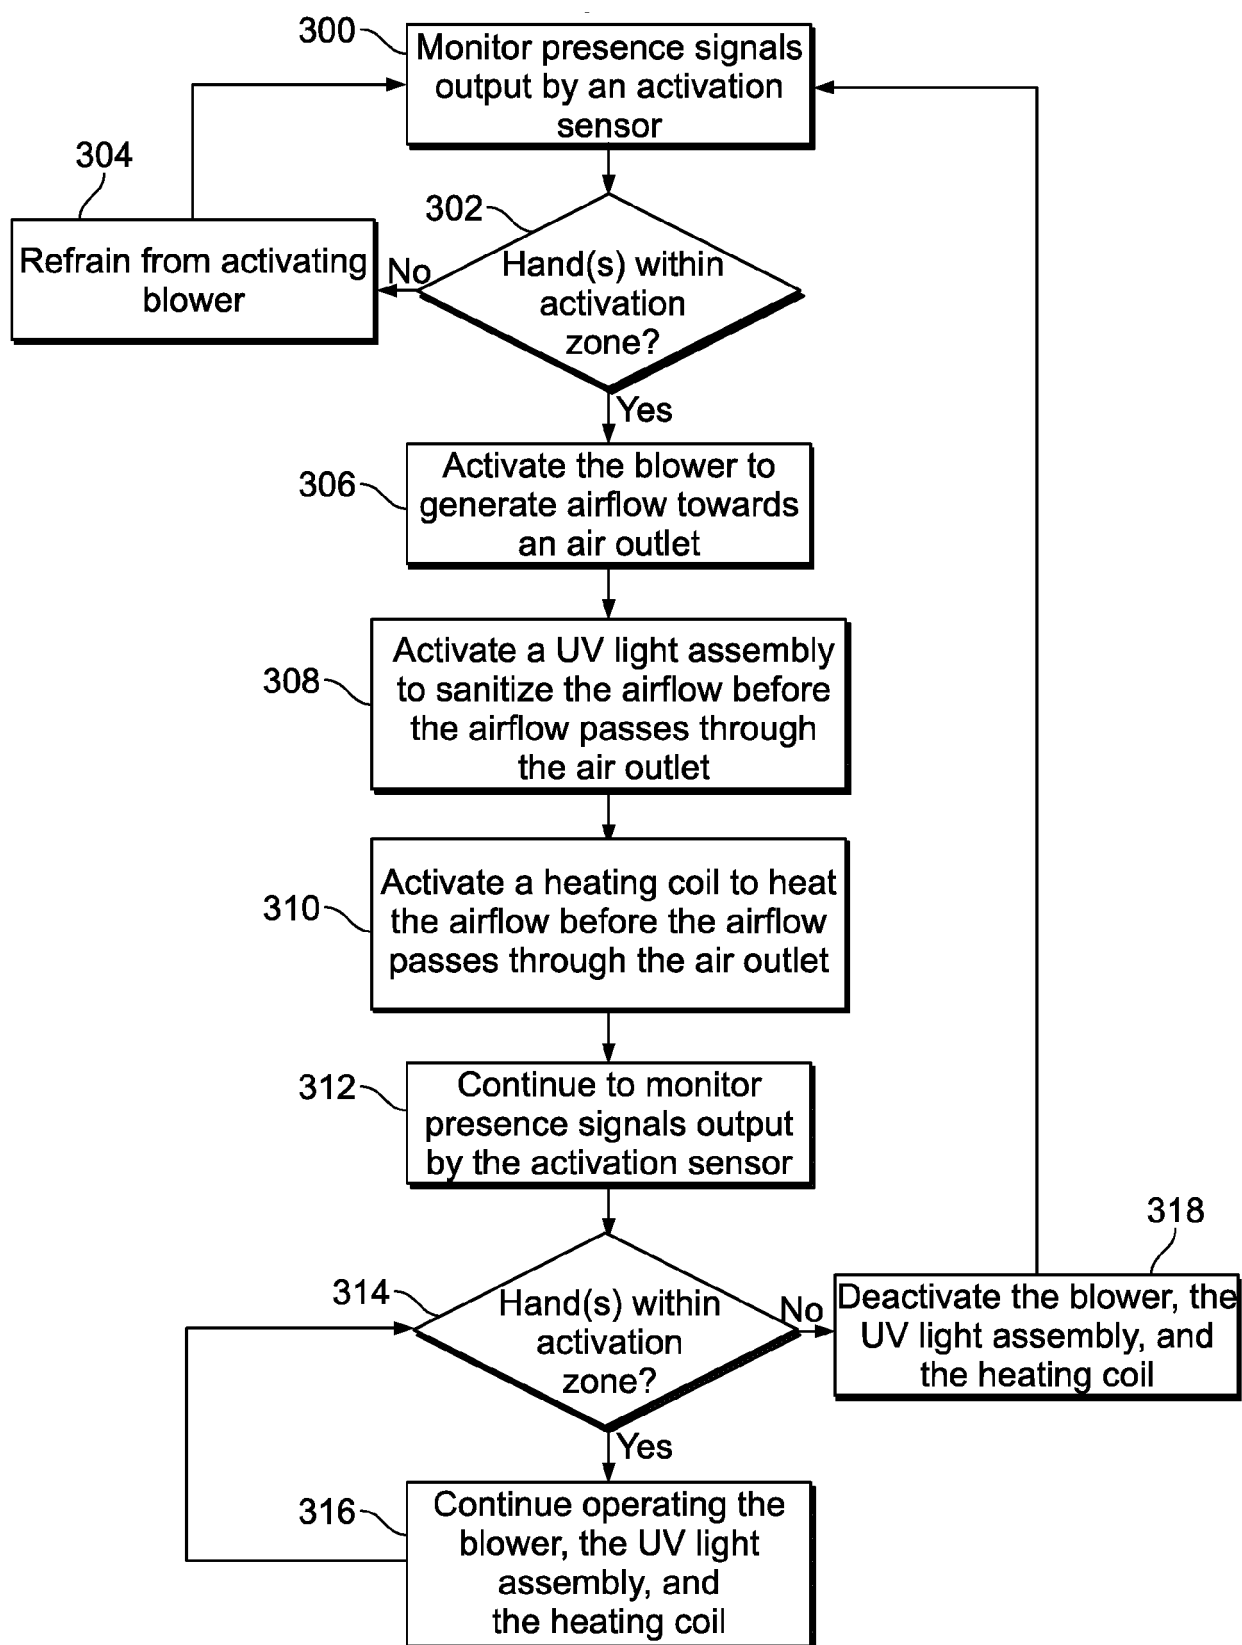 300
Monitor presence signals
output by an activation
sensor
304
302
Refrain from activating
blower
No
Hand(s) within
activation
zone?
Yes
306
Activate the blower to
generate airflow towards
an air outlet
308
Activate a UV light assembly
to sanitize the airflow before
the airflow passes through
the air outlet
310
Activate a heating coil to heat
the airflow before the airflow
passes through the air outlet
312
Continue to monitor
presence signals output
by the activation sensor
314
Hand(s) within
activation
zone?
No
318
Deactivate the blower, the
UV light assembly, and
the heating coil
Yes
316
Continue operating the
blower, the UV light
assembly, and
the heating coil